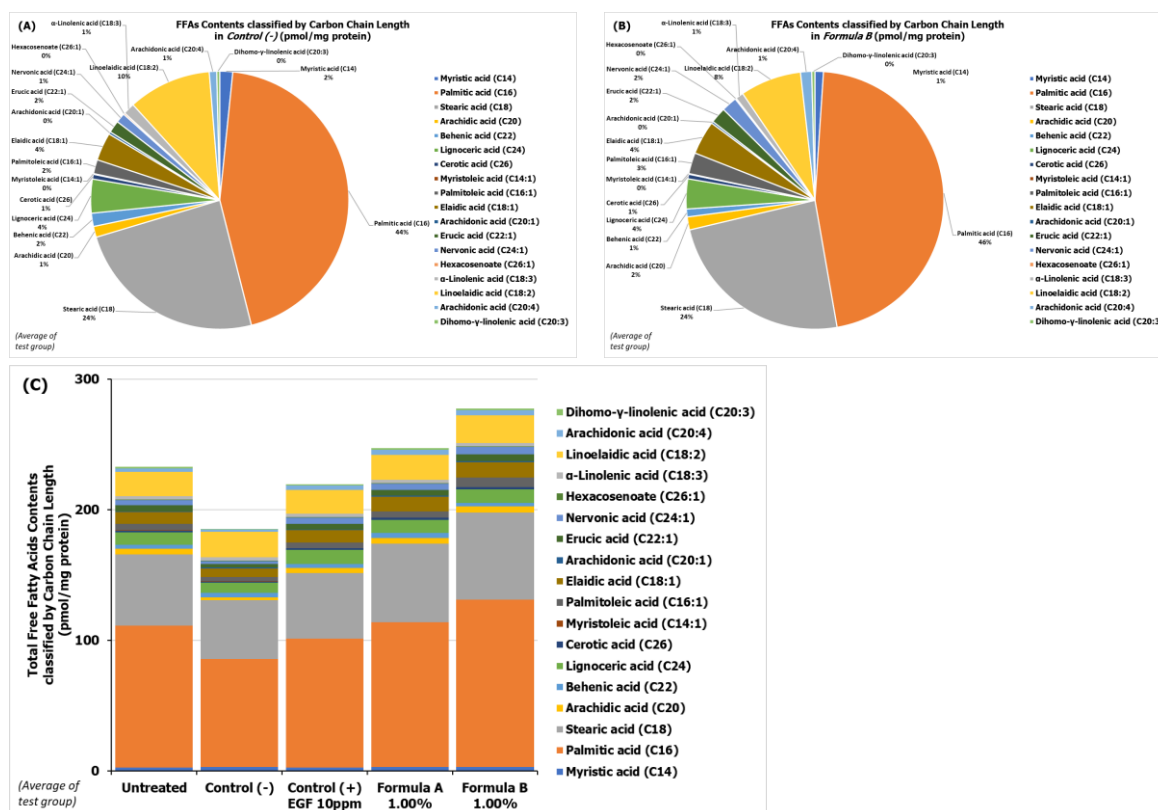 (A)
FFAs Contents classified by Carbon Chain Length
in Control (-) (pmol/mg protein)
α-Linolenic acid (C18:3)
1%
Hexacosenoate (C26:1)
0%
Nervonic acid (C24:1)
1%
Erucic acid (C22:1)
2%
Arachidonic acid (C20:1)
0%
Elaidic acid (C18:1)
4%
Palmitoleic acid (C16:1)
2%
Myristoleic acid (C14:1)
0%
Cerotic acid (C26)
1%
Lignoceric acid (C24)
4%
Behenic acid (C22)
2%
Arachidic acid (C20)
1%
Stearic acid (C18)
24%
Linoelaidic acid (C18:2)
10%
Arachidonic acid (C20:4)
1%
Dihomo-γ-linolenic acid (C20:3)
0%
Myristic acid (C14)
2%
Palmitic acid (C16)
44%
Myristic acid (C14)
Palmitic acid (C16)
Stearic acid (C18)
Arachidic acid (C20)
Behenic acid (C22)
Lignoceric acid (C24)
Cerotic acid (C26)
Myristoleic acid (C14:1)
Palmitoleic acid (C16:1)
Elaidic acid (C18:1)
Arachidonic acid (C20:1)
Erucic acid (C22:1)
Nervonic acid (C24:1)
Hexacosenoate (C26:1)
α-Linolenic acid (C18:3)
Linoelaidic acid (C18:2)
Arachidonic acid (C20:4)
Dihomo-γ-linolenic acid (C20:3)
(Average of
test group)
(B)
FFAs Contents classified by Carbon Chain Length
in Formula B (pmol/mg protein)
α-Linolenic acid (C18:3)
1%
Hexacosenoate (C26:1)
0%
Nervonic acid (C24:1)
2%
Erucic acid (C22:1)
2%
Arachidonic acid (C20:1)
0%
Elaidic acid (C18:1)
4%
Palmitoleic acid (C16:1)
3%
Myristoleic acid (C14:1)
0%
Cerotic acid (C26)
1%
Lignoceric acid (C24)
4%
Behenic acid (C22)
1%
Arachidic acid (C20)
2%
Stearic acid (C18)
24%
Linoelaidic acid (C18:2)
8%
Arachidonic acid (C20:4)
1%
Dihomo-γ-linolenic acid (C20:3)
0%
Myristic acid (C14)
1%
Palmitic acid (C16)
46%
Myristic acid (C14)
Palmitic acid (C16)
Stearic acid (C18)
Arachidic acid (C20)
Behenic acid (C22)
Lignoceric acid (C24)
Cerotic acid (C26)
Myristoleic acid (C14:1)
Palmitoleic acid (C16:1)
Elaidic acid (C18:1)
Arachidonic acid (C20:1)
Erucic acid (C22:1)
Nervonic acid (C24:1)
Hexacosenoate (C26:1)
α-Linolenic acid (C18:3)
Linoelaidic acid (C18:2)
Arachidonic acid (C20:4)
Dihomo-γ-linolenic acid (C20:3
(Average of
test group)
(C)
Total Free Fatty Acids Contents
classified by Carbon Chain Length
(pmol/mg protein)
300
200
100
0
Untreated
Control (-)
Control (+)
EGF 10ppm
Formula A
1.00%
Formula B
1.00%
(Average of
test group)
Dihomo-γ-linolenic acid (C20:3)
Arachidonic acid (C20:4)
Linoelaidic acid (C18:2)
α-Linolenic acid (C18:3)
Hexacosenoate (C26:1)
Nervonic acid (C24:1)
Erucic acid (C22:1)
Arachidonic acid (C20:1)
Elaidic acid (C18:1)
Palmitoleic acid (C16:1)
Myristoleic acid (C14:1)
Cerotic acid (C26)
Lignoceric acid (C24)
Behenic acid (C22)
Arachidic acid (C20)
Stearic acid (C18)
Palmitic acid (C16)
Myristic acid (C14)